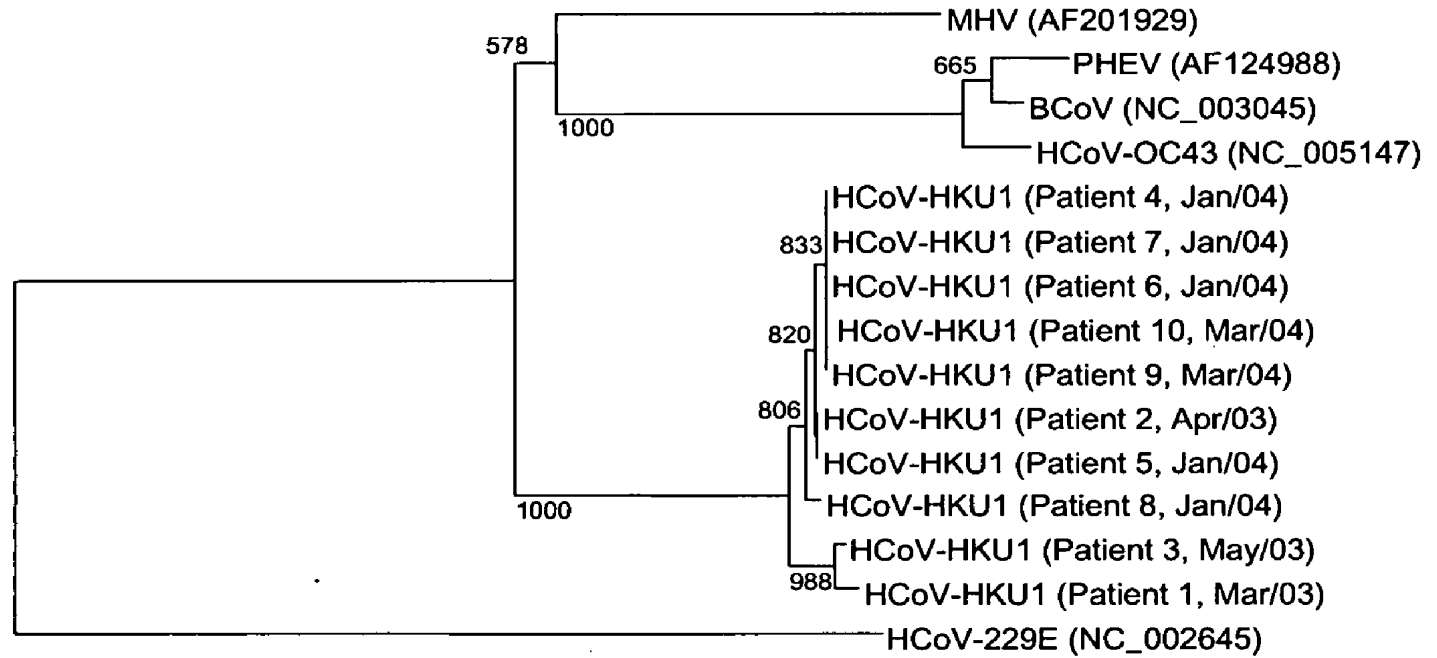 MHV (AF201929)
578
PHEV (AF124988)
665
BCoV (NC_003045)
1000
HCoV-OC43 (NC_005147)
HCoV-HKU1 (Patient 4, Jan/04)
833
HCoV-HKU1 (Patient 7, Jan/04)
HCoV-HKU1 (Patient 6, Jan/04)
820
HCoV-HKU1 (Patient 10, Mar/04)
HCoV-HKU1 (Patient 9, Mar/04)
806
HCoV-HKU1 (Patient 2, Apr/03)
HCoV-HKU1 (Patient 5, Jan/04)
1000
HCoV-HKU1 (Patient 8, Jan/04)
HCoV-HKU1 (Patient 3, May/03)
988
HCoV-HKU1 (Patient 1, Mar/03)
HCoV-229E (NC_002645)